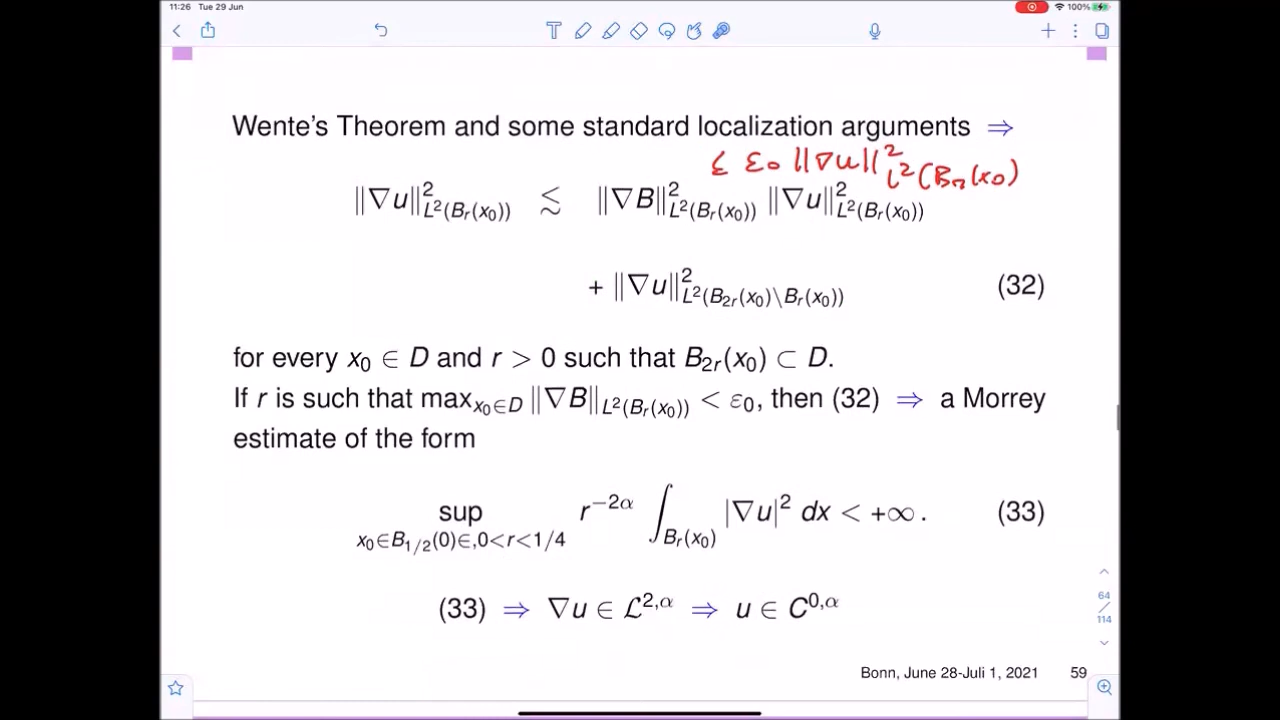 11:26 Tue 29 Jun 100%
Wente's Theorem and some standard localization arguments ⇒
≤ ε₀ ‖∇u‖²_{L²(B_r(x₀)}
‖∇u‖²_{L²(B_r(x₀))} ≲ ‖∇B‖²_{L²(B_r(x₀))} ‖∇u‖²_{L²(B_r(x₀))}
+ ‖∇u‖²_{L²(B_{2r}(x₀)\B_r(x₀))} (32)
for every x₀ ∈ D and r > 0 such that B_{2r}(x₀) ⊂ D.
If r is such that max_{x₀∈D} ‖∇B‖_{L²(B_r(x₀))} < ε₀, then (32) ⇒ a Morrey
estimate of the form
sup_{x₀∈B_{1/2}(0)∈,0<r<1/4} r^{−2α} ∫_{B_r(x₀)} |∇u|² dx < +∞ . (33)
(33) ⇒ ∇u ∈ ℒ^{2,α} ⇒ u ∈ C^{0,α}
64
/
114
Bonn, June 28-Juli 1, 2021 59